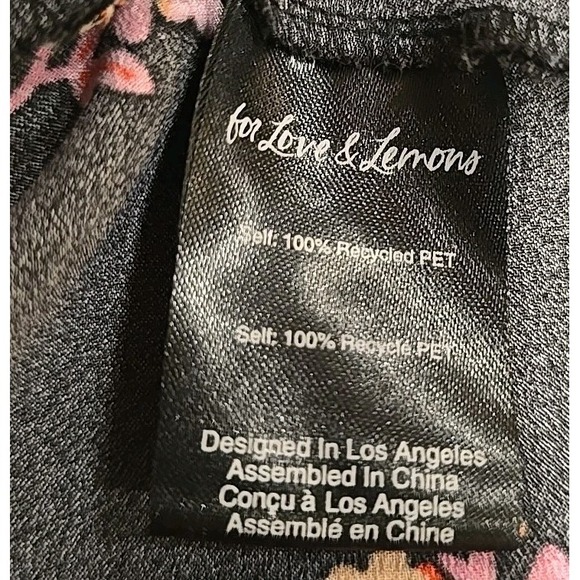 for Love & Lemons
Self: 100% Recycled PET
Self: 100% Recycle PET
Designed In Los Angeles
Assembled In China
Conçu à Los Angeles
Assemblé en Chine